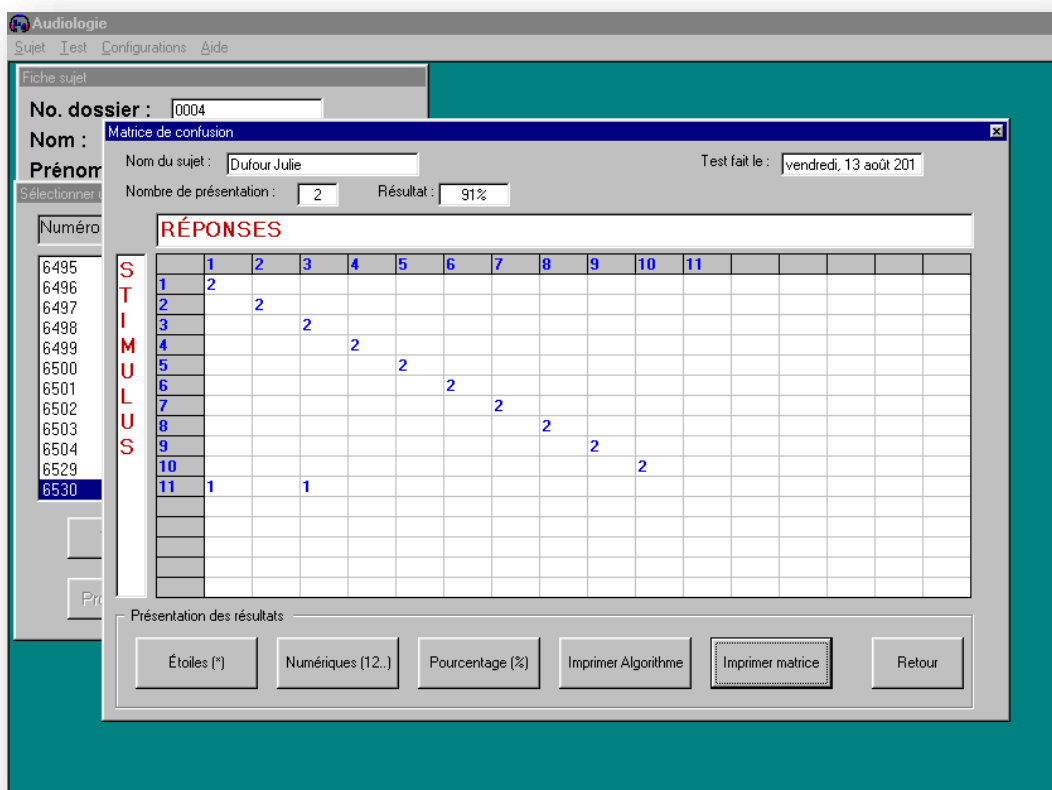 Audiologie
Sujet Test Configurations Aide
Fiche sujet
No. dossier : 0004
Nom :
Prénom
Sélectionner
Numéro
6495
6496
6497
6498
6499
6500
6501
6502
6503
6504
6529
6530
Matrice de confusion
Nom du sujet : Dufour Julie Test fait le : vendredi, 13 août 201
Nombre de présentation : 2 Résultat : 91%
RÉPONSES
STIMULUS
1 2 3 4 5 6 7 8 9 10 11
1 2
2 2
3 2
4 2
5 2
6 2
7 2
8 2
9 2
10 2
11 1 1
Présentation des résultats
Étoiles (*) Numériques (12..) Pourcentage (%) Imprimer Algorithme Imprimer matrice Retour